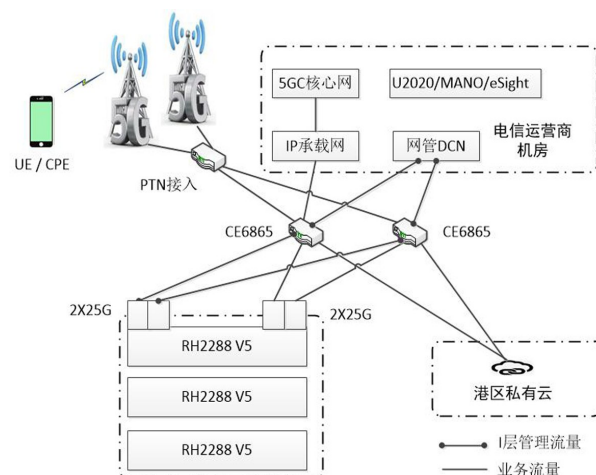 5G
5G
UE / CPE
PTN接入
5GC核心网
U2020/MANO/eSight
IP承载网
网管DCN
电信运营商
机房
CE6865
CE6865
2X25G
2X25G
RH2288 V5
RH2288 V5
RH2288 V5
港区私有云
I层管理流量
业务流量